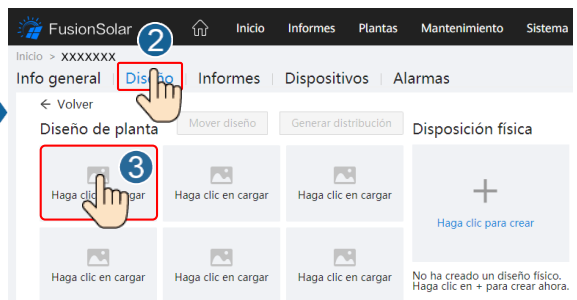 FusionSolar
Inicio
Informes
Plantas
Mantenimiento
Sistema
2
Inicio > XXXXXXX
Info general
Diseño
Informes
Dispositivos
Alarmas
← Volver
Diseño de planta
Mover diseño
Generar distribución
Disposición física
3
Haga clic en cargar
Haga clic en cargar
Haga clic en cargar
Haga clic para crear
Haga clic en cargar
Haga clic en cargar
Haga clic en cargar
No ha creado un diseño físico.
Haga clic en + para crear ahora.